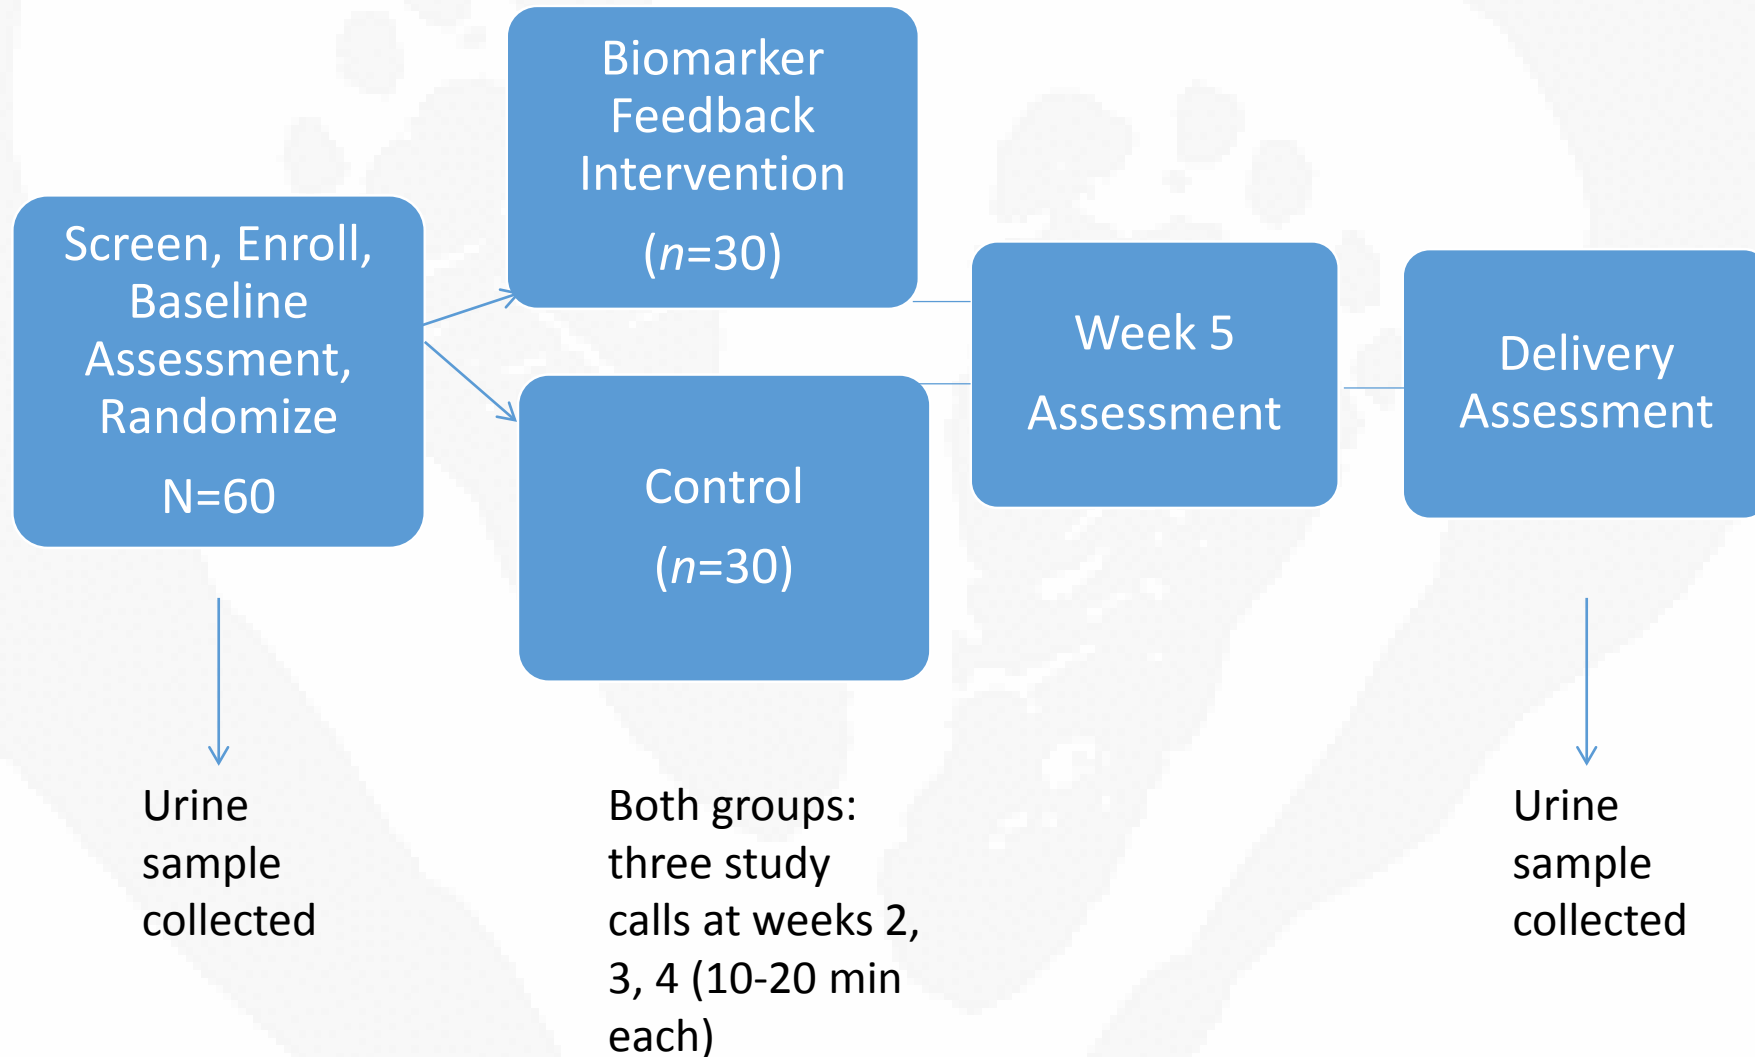 Screen, Enroll,
Baseline
Assessment,
Randomize
N=60
Biomarker
Feedback
Intervention
(n=30)
Control
(n=30)
Week 5
Assessment
Delivery
Assessment
Urine
sample
collected
Both groups:
three study
calls at weeks 2,
3, 4 (10-20 min
each)
Urine
sample
collected